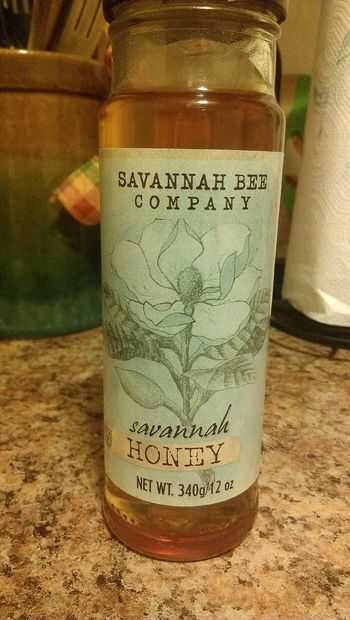 SAVANNAH BEE
COMPANY
savannah
HONEY
NET WT. 340g/12 oz